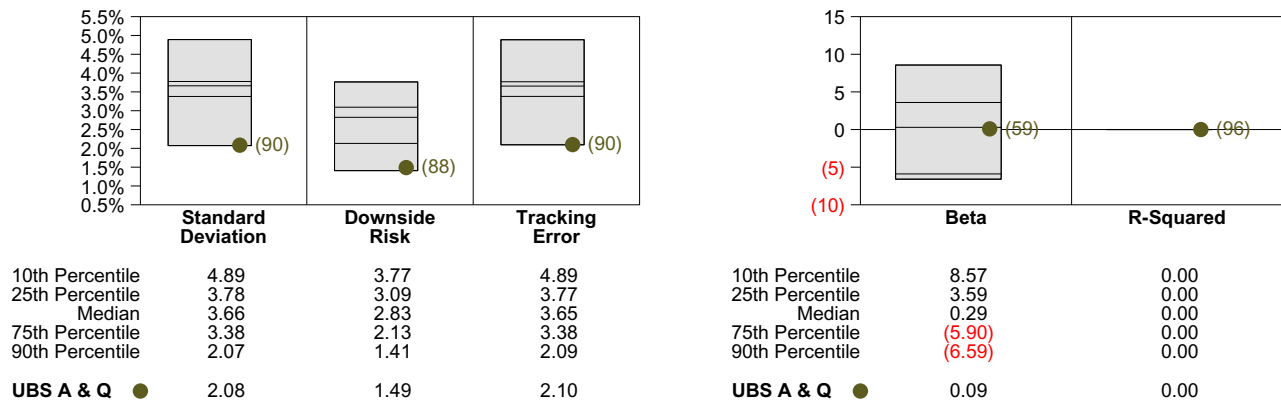 5.5%
5.0%
4.5%
4.0%
3.5%
3.0%
2.5%
2.0%
1.5%
1.0%
0.5%
(90)
(88)
(90)
Standard Deviation
Downside Risk
Tracking Error
10th Percentile 4.89 3.77 4.89
25th Percentile 3.78 3.09 3.77
Median 3.66 2.83 3.65
75th Percentile 3.38 2.13 3.38
90th Percentile 2.07 1.41 2.09
UBS A & Q 2.08 1.49 2.10
15
10
5
0
(5)
(10)
(59)
(96)
Beta
R-Squared
10th Percentile 8.57 0.00
25th Percentile 3.59 0.00
Median 0.29 0.00
75th Percentile (5.90) 0.00
90th Percentile (6.59) 0.00
UBS A & Q 0.09 0.00